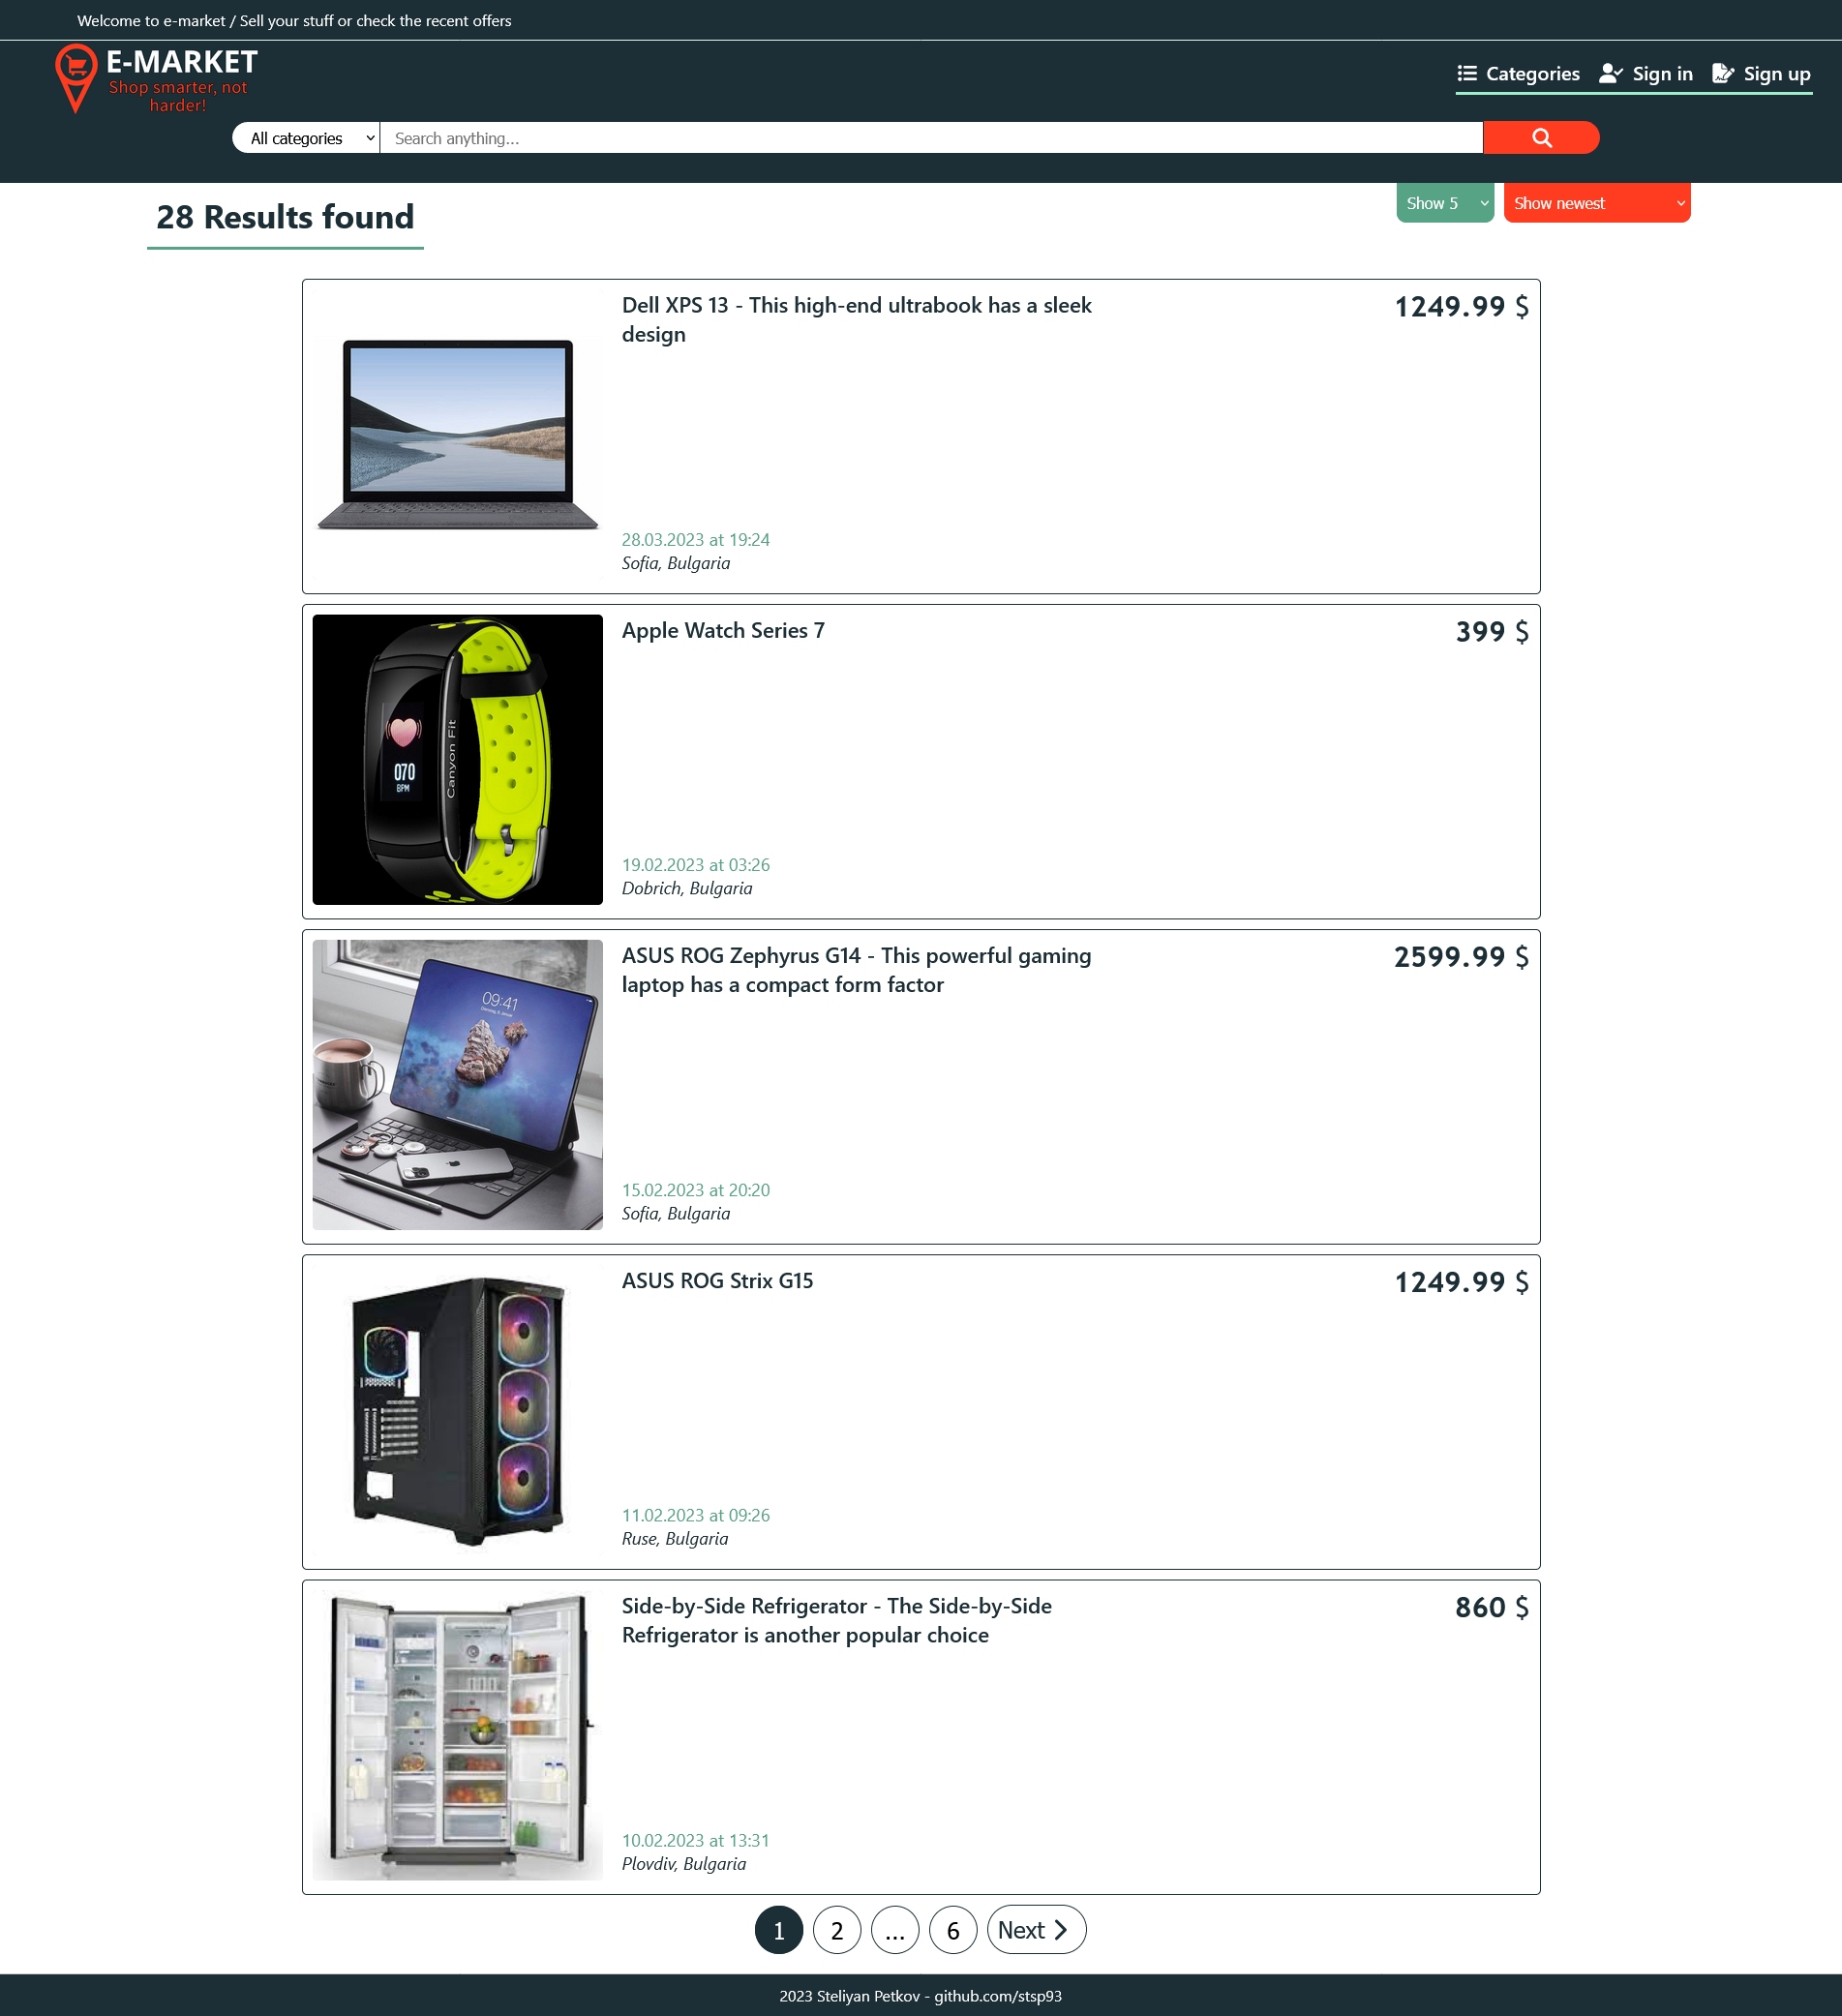 Welcome to e-market / Sell your stuff or check the recent offers
E-MARKET
Shop smarter, not
harder!
Categories
Sign in
Sign up
All categories
Search anything...
28 Results found
Show 5
Show newest
Dell XPS 13 - This high-end ultrabook has a sleek
design
1249.99 $
28.03.2023 at 19:24
Sofia, Bulgaria
Apple Watch Series 7
399 $
070
BPM
Canyon Fit
19.02.2023 at 03:26
Dobrich, Bulgaria
ASUS ROG Zephyrus G14 - This powerful gaming
laptop has a compact form factor
2599.99 $
09:41
15.02.2023 at 20:20
Sofia, Bulgaria
ASUS ROG Strix G15
1249.99 $
11.02.2023 at 09:26
Ruse, Bulgaria
Side-by-Side Refrigerator - The Side-by-Side
Refrigerator is another popular choice
860 $
10.02.2023 at 13:31
Plovdiv, Bulgaria
1
2
...
6
Next
2023 Steliyan Petkov - github.com/stsp93